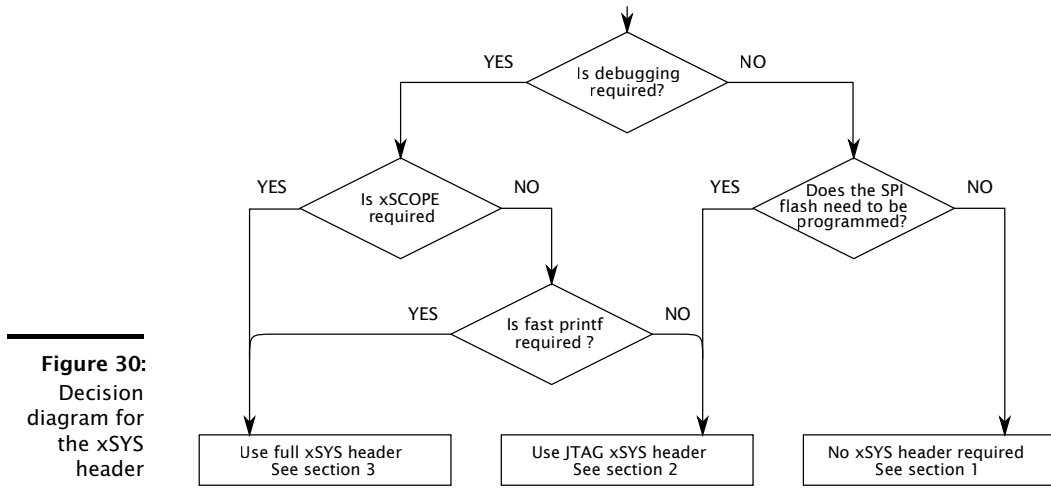 Is debugging
required?
YES
NO
Is xSCOPE
required
YES
NO
Does the SPI
flash need to be
programmed?
YES
NO
Is fast printf
required ?
YES
NO
Use full xSYS header
See section 3
Use JTAG xSYS header
See section 2
No xSYS header required
See section 1
Figure 30:
Decision
diagram for
the xSYS
header